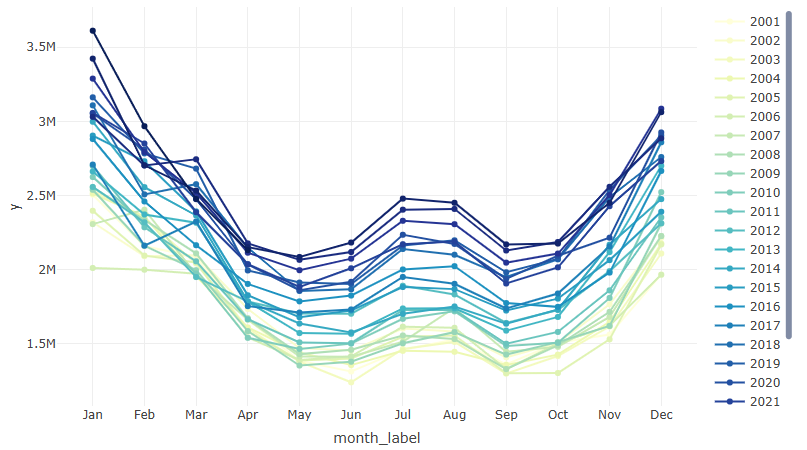 3.5M
3M
2.5M
2M
1.5M
y
Jan Feb Mar Apr May Jun Jul Aug Sep Oct Nov Dec
month_label
2001
2002
2003
2004
2005
2006
2007
2008
2009
2010
2011
2012
2013
2014
2015
2016
2017
2018
2019
2020
2021